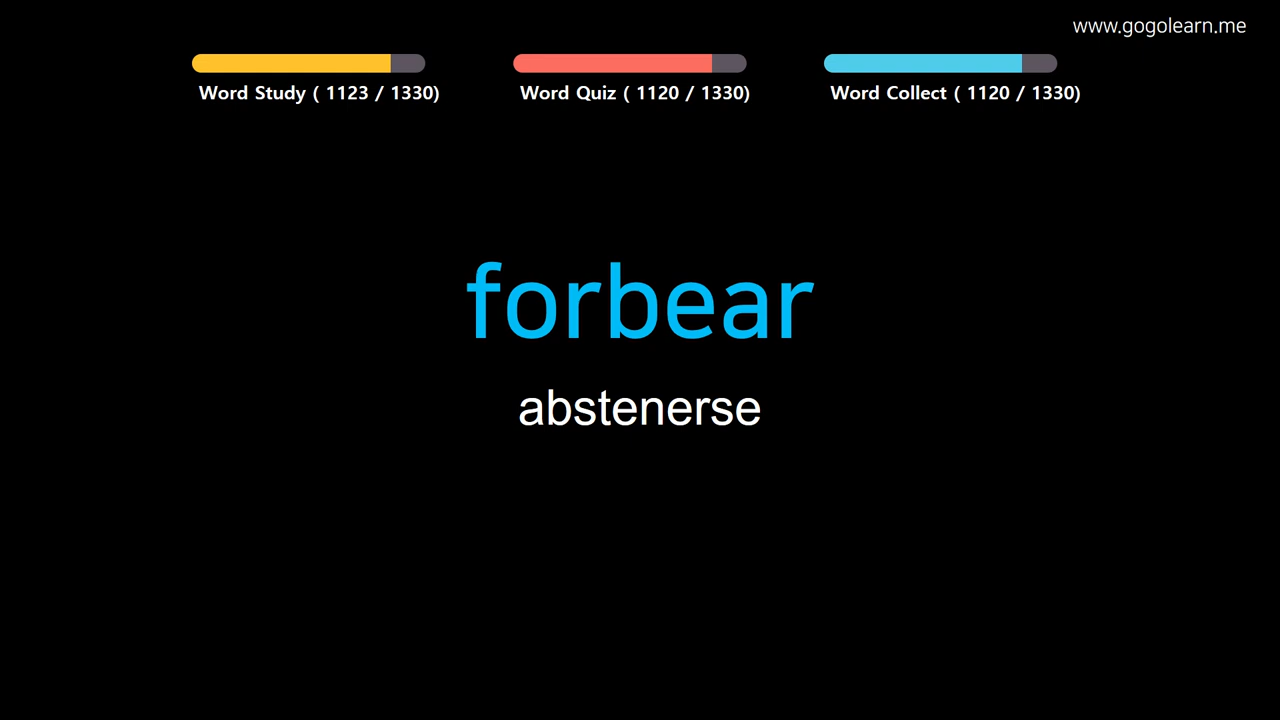 www.gogolearn.me
Word Study ( 1123 / 1330)
Word Quiz ( 1120 / 1330)
Word Collect ( 1120 / 1330)
forbear
abstenerse